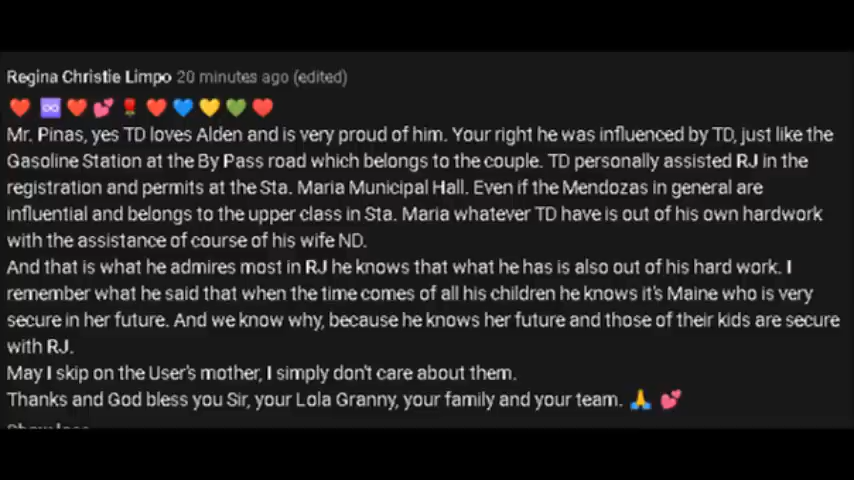 Regina Christie Limpo 20 minutes ago (edited)
❤️ ♾️ ❤️ 💕 🌹 ❤️ 💙 💛 💚 ❤️
Mr. Pinas, yes TD loves Alden and is very proud of him. Your right he was influenced by TD, just like the
Gasoline Station at the By Pass road which belongs to the couple. TD personally assisted RJ in the
registration and permits at the Sta. Maria Municipal Hall. Even if the Mendozas in general are
influential and belongs to the upper class in Sta. Maria whatever TD have is out of his own hardwork
with the assistance of course of his wife ND.
And that is what he admires most in RJ he knows that what he has is also out of his hard work. I
remember what he said that when the time comes of all his children he knows it's Maine who is very
secure in her future. And we know why, because he knows her future and those of their kids are secure
with RJ.
May I skip on the User's mother, I simply don't care about them.
Thanks and God bless you Sir, your Lola Granny, your family and your team. 🙏 💕